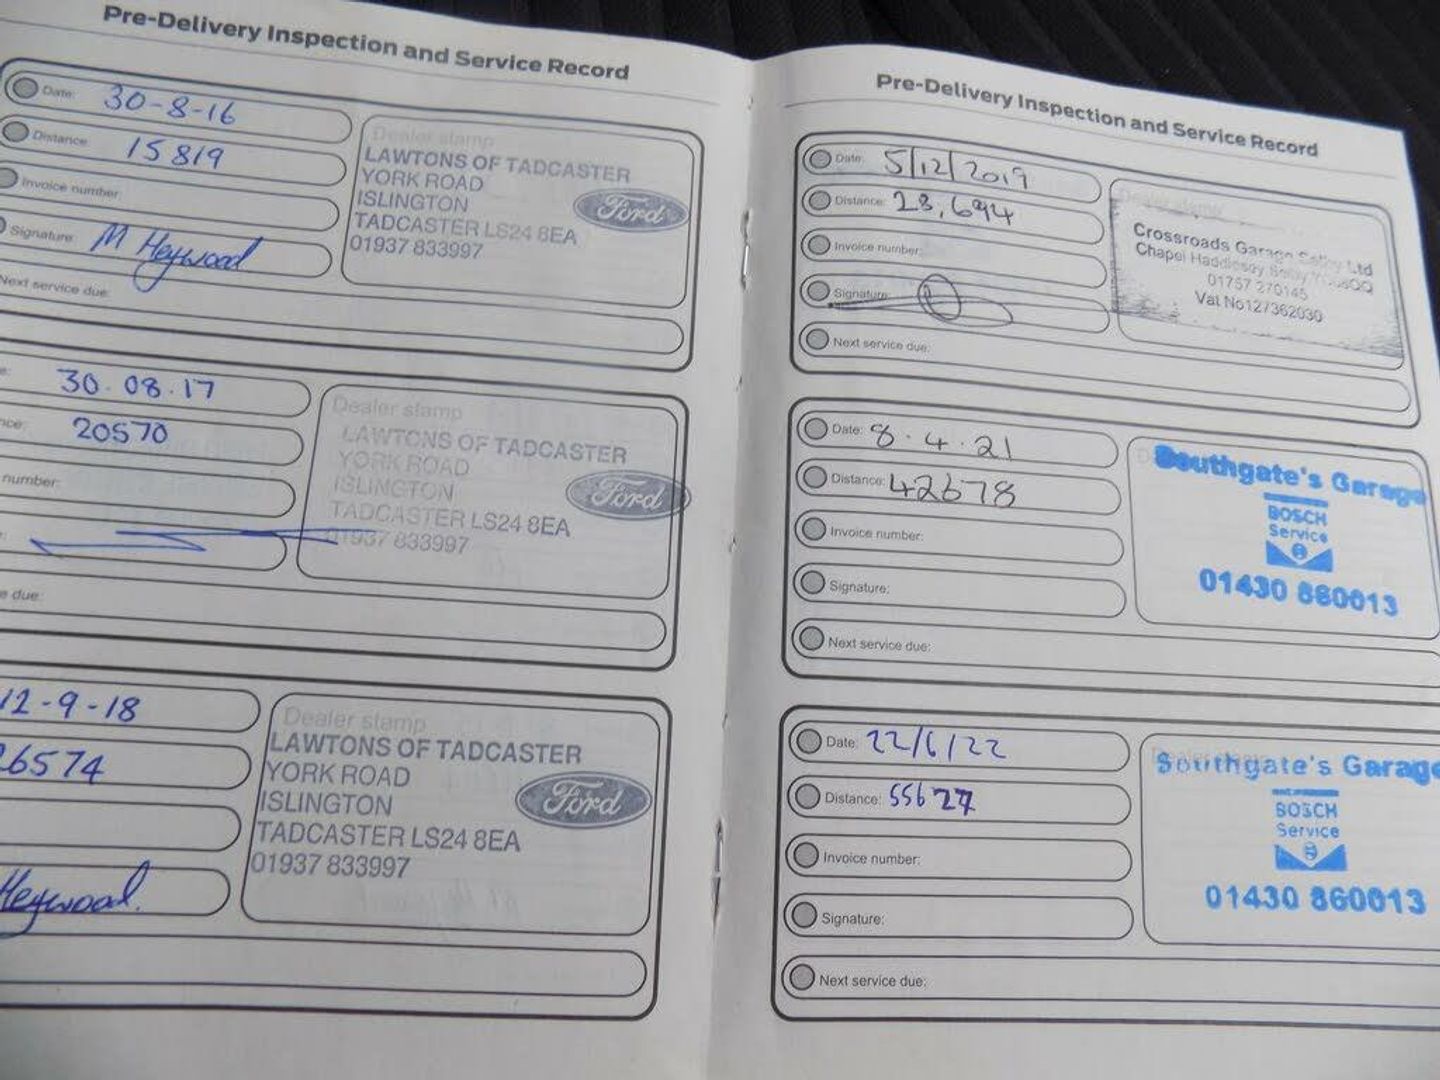 Pre-Delivery Inspection and Service Record
Date: 30-8-16
Distance: 15819
Invoice number:
Signature: M Heywood
Next service due:
Dealer stamp
LAWTONS OF TADCASTER
YORK ROAD
ISLINGTON
TADCASTER LS24 8EA
01937 833997
Ford
30.08.17
20570
number:
e due:
Dealer stamp
LAWTONS OF TADCASTER
YORK ROAD
ISLINGTON
TADCASTER LS24 8EA
01937 833997
Ford
12-9-18
26574
Heywood.
Dealer stamp
LAWTONS OF TADCASTER
YORK ROAD
ISLINGTON
TADCASTER LS24 8EA
01937 833997
Ford
Pre-Delivery Inspection and Service Record
Date: 5/12/2019
Distance: 28,694
Invoice number:
Signature:
Next service due:
Dealer stamp
Crossroads Garage Selby Ltd
Chapel Haddlesey Selby
01757 270145
Vat No127362030
Date: 8.4.21
Distance: 42678
Invoice number:
Signature:
Next service due:
Southgate's Garage
BOSCH
Service
01430 860013
Date: 22/6/22
Distance: 55627
Invoice number:
Signature:
Next service due:
Southgate's Garage
BOSCH
Service
01430 860013